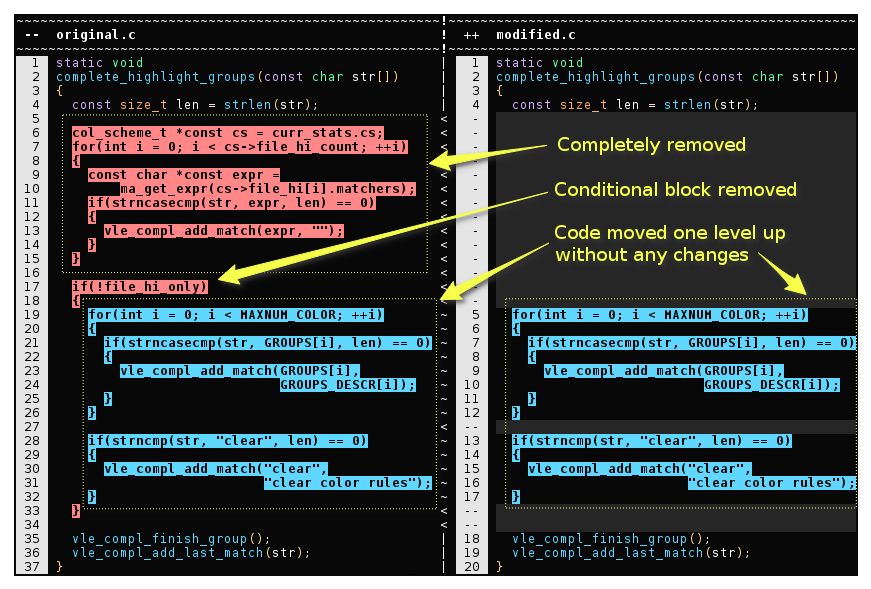 ~~~~~~~~~~~~~~~~~~~~~~~~~~~~~~~~~~~~~~~~~~~~~~~~~~~~~!~~~~~~~~~~~~~~~~~~~~~~~~~~~~~~~~~~~~~~~~~~~~~~~~~~~
-- original.c ! ++ modified.c
~~~~~~~~~~~~~~~~~~~~~~~~~~~~~~~~~~~~~~~~~~~~~~~~~~~~~!~~~~~~~~~~~~~~~~~~~~~~~~~~~~~~~~~~~~~~~~~~~~~~~~~~~
1 static void | 1 static void
2 complete_highlight_groups(const char str[]) | 2 complete_highlight_groups(const char str[])
3 { | 3 {
4 const size_t len = strlen(str); | 4 const size_t len = strlen(str);
5 < -
6 col_scheme_t *const cs = curr_stats.cs; < -
7 for(int i = 0; i < cs->file_hi_count; ++i) < - Completely removed
8 { < -
9 const char *const expr = < -
10 ma_get_expr(cs->file_hi[i].matchers); < - Conditional block removed
11 if(strncasecmp(str, expr, len) == 0) < -
12 { < -
13 vle_compl_add_match(expr, ""); < - Code moved one level up
14 } < -
15 } < - without any changes
16 < -
17 if(!file_hi_only) < -
18 { < -
19 for(int i = 0; i < MAXNUM_COLOR; ++i) ~ 5 for(int i = 0; i < MAXNUM_COLOR; ++i)
20 { ~ 6 {
21 if(strncasecmp(str, GROUPS[i], len) == 0) ~ 7 if(strncasecmp(str, GROUPS[i], len) == 0)
22 { ~ 8 {
23 vle_compl_add_match(GROUPS[i], ~ 9 vle_compl_add_match(GROUPS[i],
24 GROUPS_DESCR[i]); ~ 10 GROUPS_DESCR[i]);
25 } ~ 11 }
26 } ~ 12 }
27 < --
28 if(strncmp(str, "clear", len) == 0) ~ 13 if(strncmp(str, "clear", len) == 0)
29 { ~ 14 {
30 vle_compl_add_match("clear", ~ 15 vle_compl_add_match("clear",
31 "clear color rules"); ~ 16 "clear color rules");
32 } ~ 17 }
33 } < --
34 < --
35 vle_compl_finish_group(); | 18 vle_compl_finish_group();
36 vle_compl_add_last_match(str); | 19 vle_compl_add_last_match(str);
37 } | 20 }